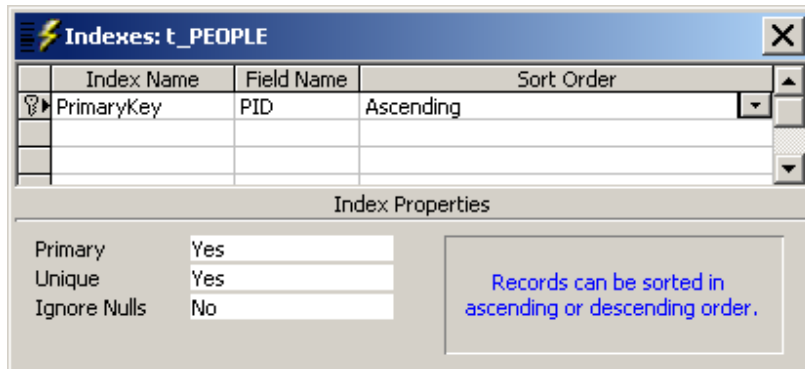 Indexes: t_PEOPLE
Index Name Field Name Sort Order
PrimaryKey PID Ascending
Index Properties
Primary Yes
Unique Yes
Ignore Nulls No
Records can be sorted in
ascending or descending order.